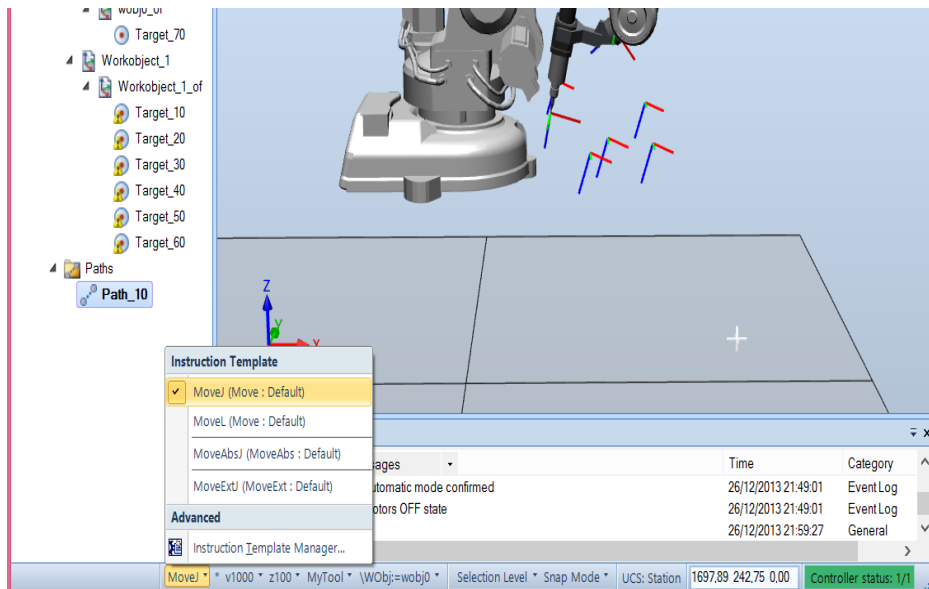 wobj0_of
Target_70
Workobject_1
Workobject_1_of
Target_10
Target_20
Target_30
Target_40
Target_50
Target_60
Paths
Path_10
Z
Y
X
Instruction Template
MoveJ (Move : Default)
MoveL (Move : Default)
MoveAbsJ (MoveAbs : Default)
MoveExtJ (MoveExt : Default)
Advanced
Instruction Template Manager...
sages Time Category
utomatic mode confirmed 26/12/2013 21:49:01 Event Log
otors OFF state 26/12/2013 21:49:01 Event Log
26/12/2013 21:59:27 General
MoveJ * v1000 z100 MyTool \WObj:=wobj0 Selection Level Snap Mode UCS: Station 1697,89 242,75 0,00 Controller status: 1/1